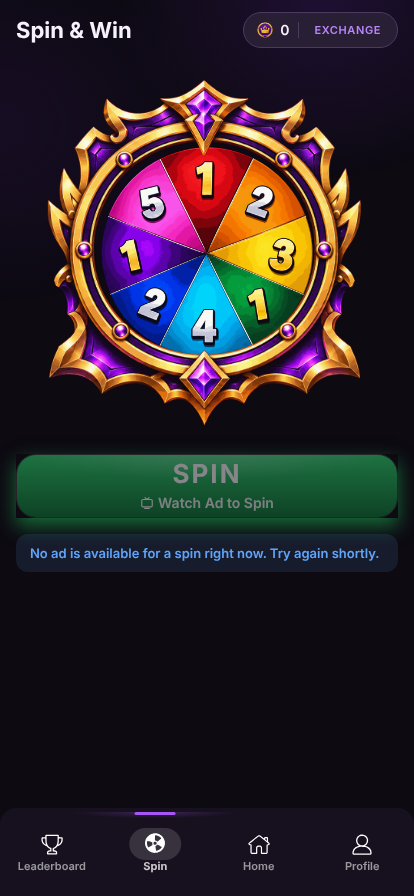 Spin & Win
0 EXCHANGE
1
5
2
1
3
2
1
4
SPIN
Watch Ad to Spin
No ad is available for a spin right now. Try again shortly.
Leaderboard Spin Home Profile